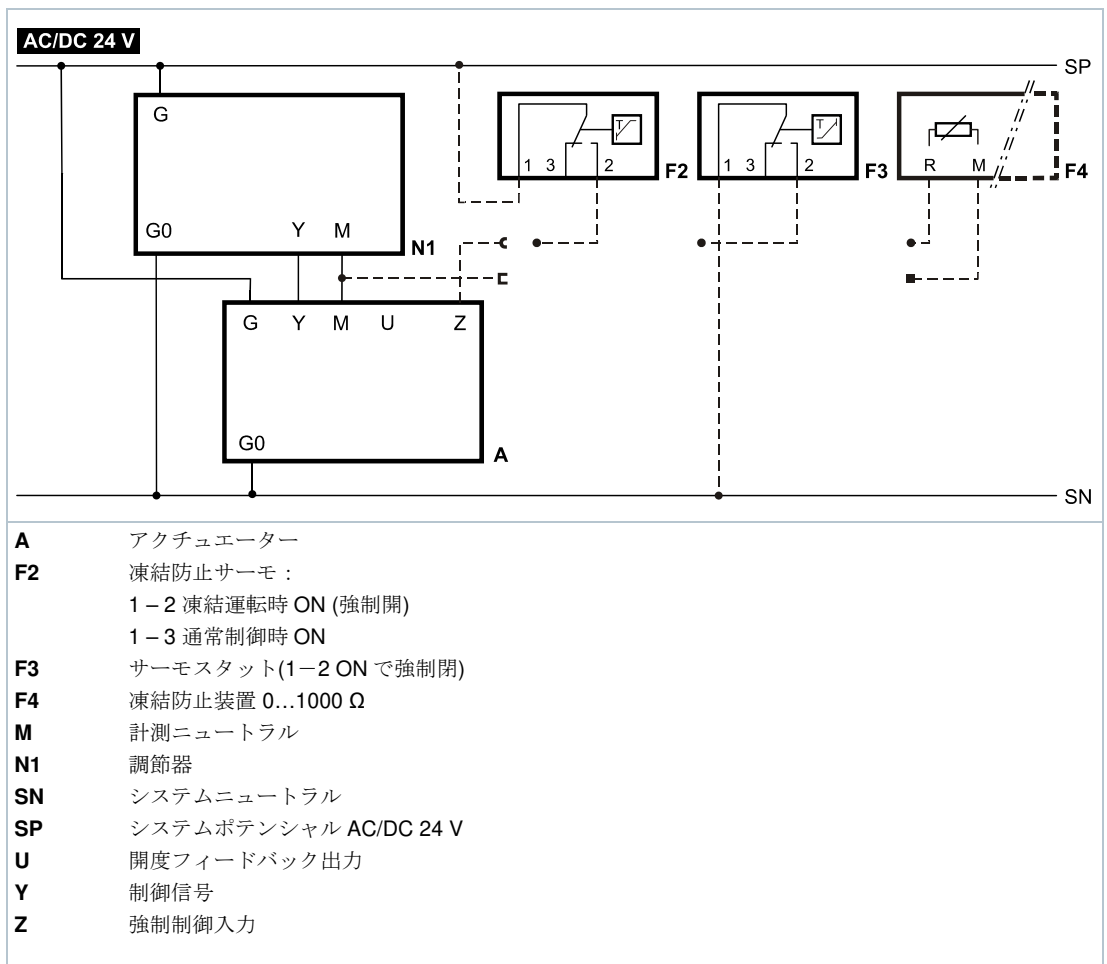 AC/DC 24 V
SP
G
1 3 2
F2
1 3 2
F3
R M
F4
G0 Y M
N1
G Y M U Z
G0
A
SN
A アクチュエーター
F2 凍結防止サーモ：
1 – 2 凍結運転時 ON (強制開)
1 – 3 通常制御時 ON
F3 サーモスタット(1－2 ON で強制閉)
F4 凍結防止装置 0…1000 Ω
M 計測ニュートラル
N1 調節器
SN システムニュートラル
SP システムポテンシャル AC/DC 24 V
U 開度フィードバック出力
Y 制御信号
Z 強制制御入力